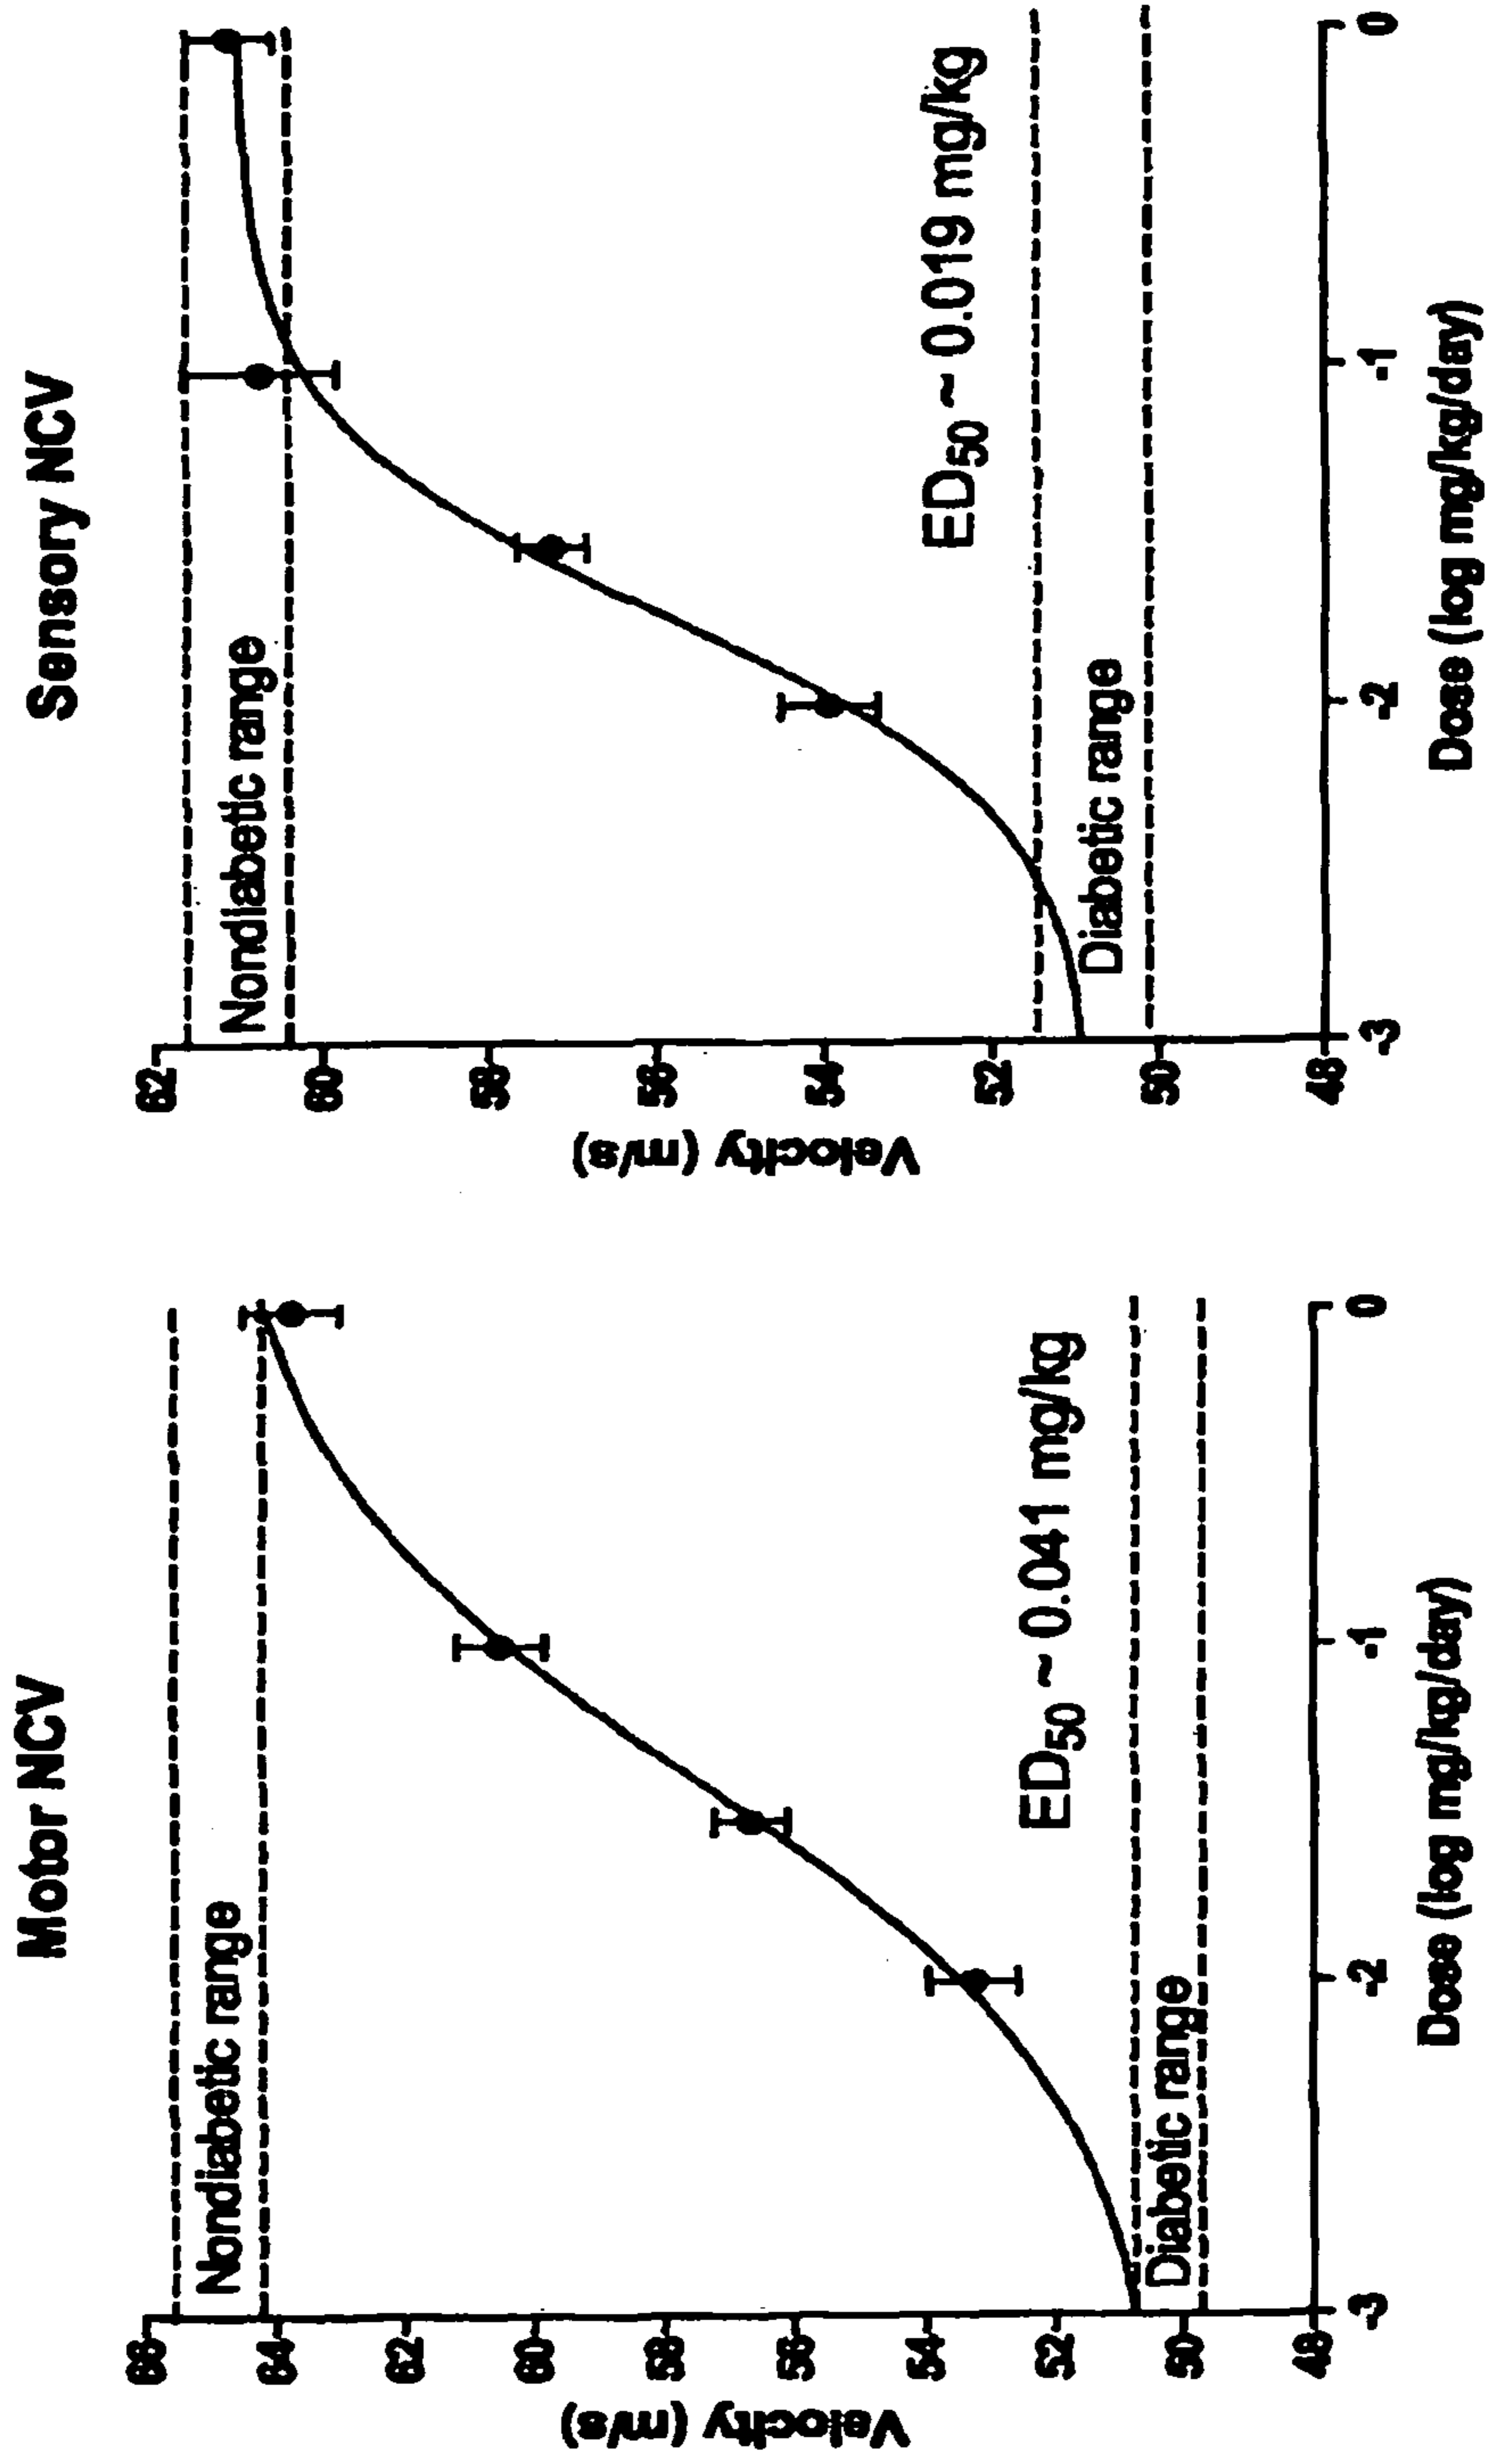 Motor NCV
66
64
62
60
58
56
54
52
50
48
Velocity (m/s)
Nondiabetic range
ED50 ~ 0.041 mg/kg
Diabetic range
-3
-2
-1
0
Dose (log mg/kg/day)
Sensory NCV
62
60
58
56
54
52
50
48
Velocity (m/s)
Nondiabetic range
ED50 ~ 0.019 mg/kg
Diabetic range
-3
-2
-1
0
Dose (log mg/kg/day)